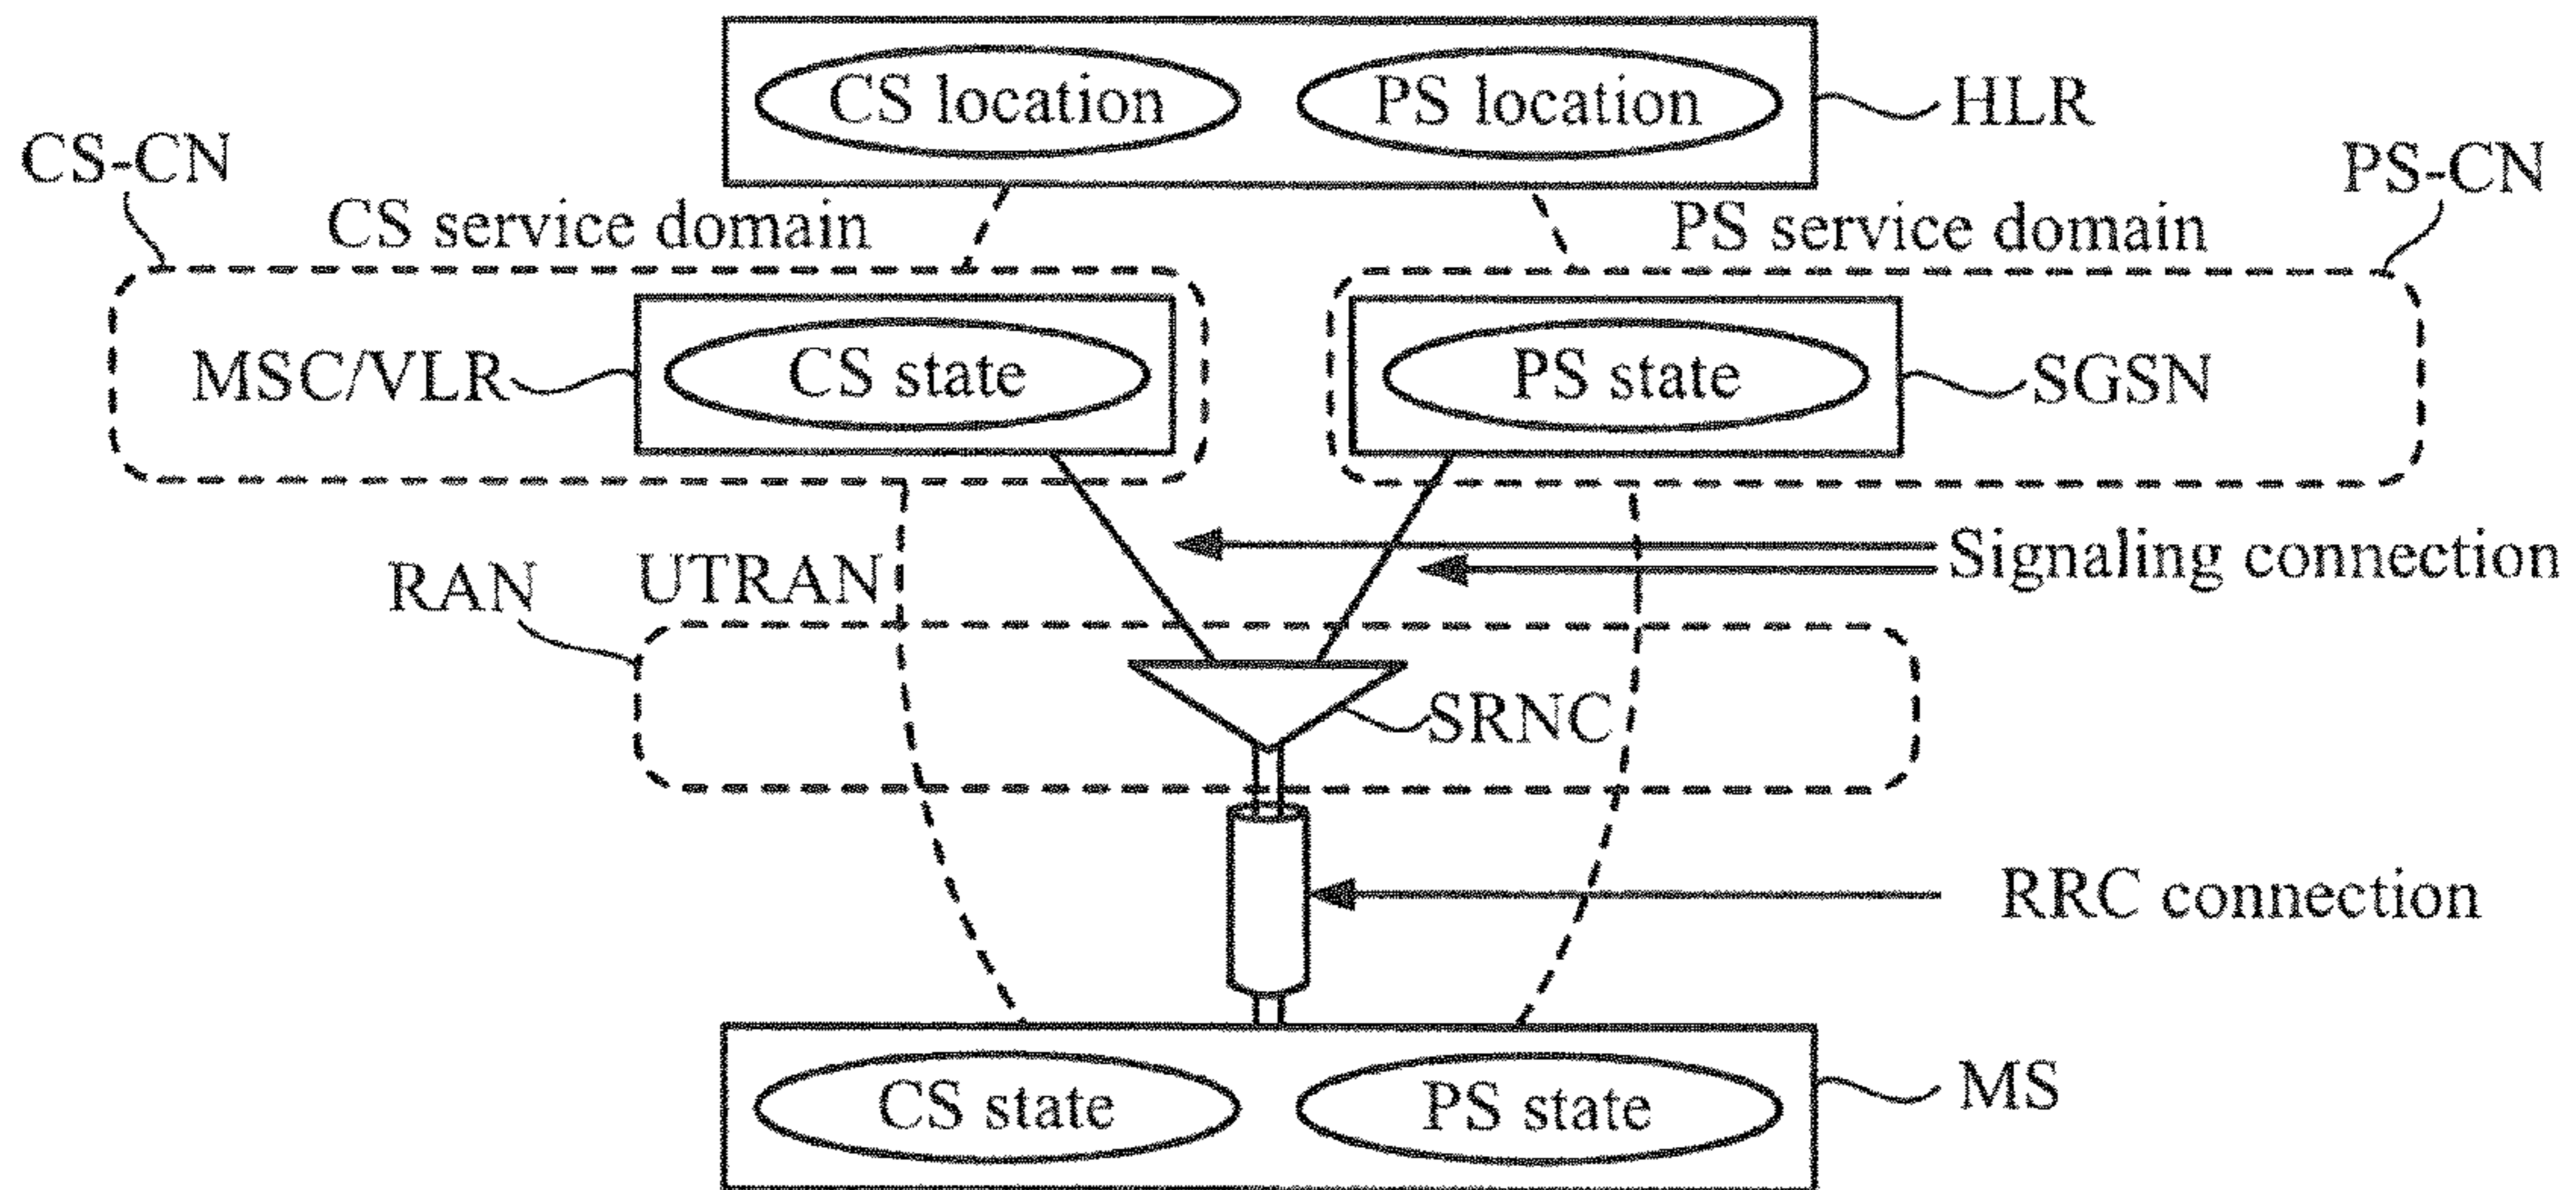 CS location
PS location
HLR
CS-CN
PS-CN
CS service domain
PS service domain
MSC/VLR
CS state
PS state
SGSN
Signaling connection
RAN
UTRAN
SRNC
RRC connection
CS state
PS state
MS